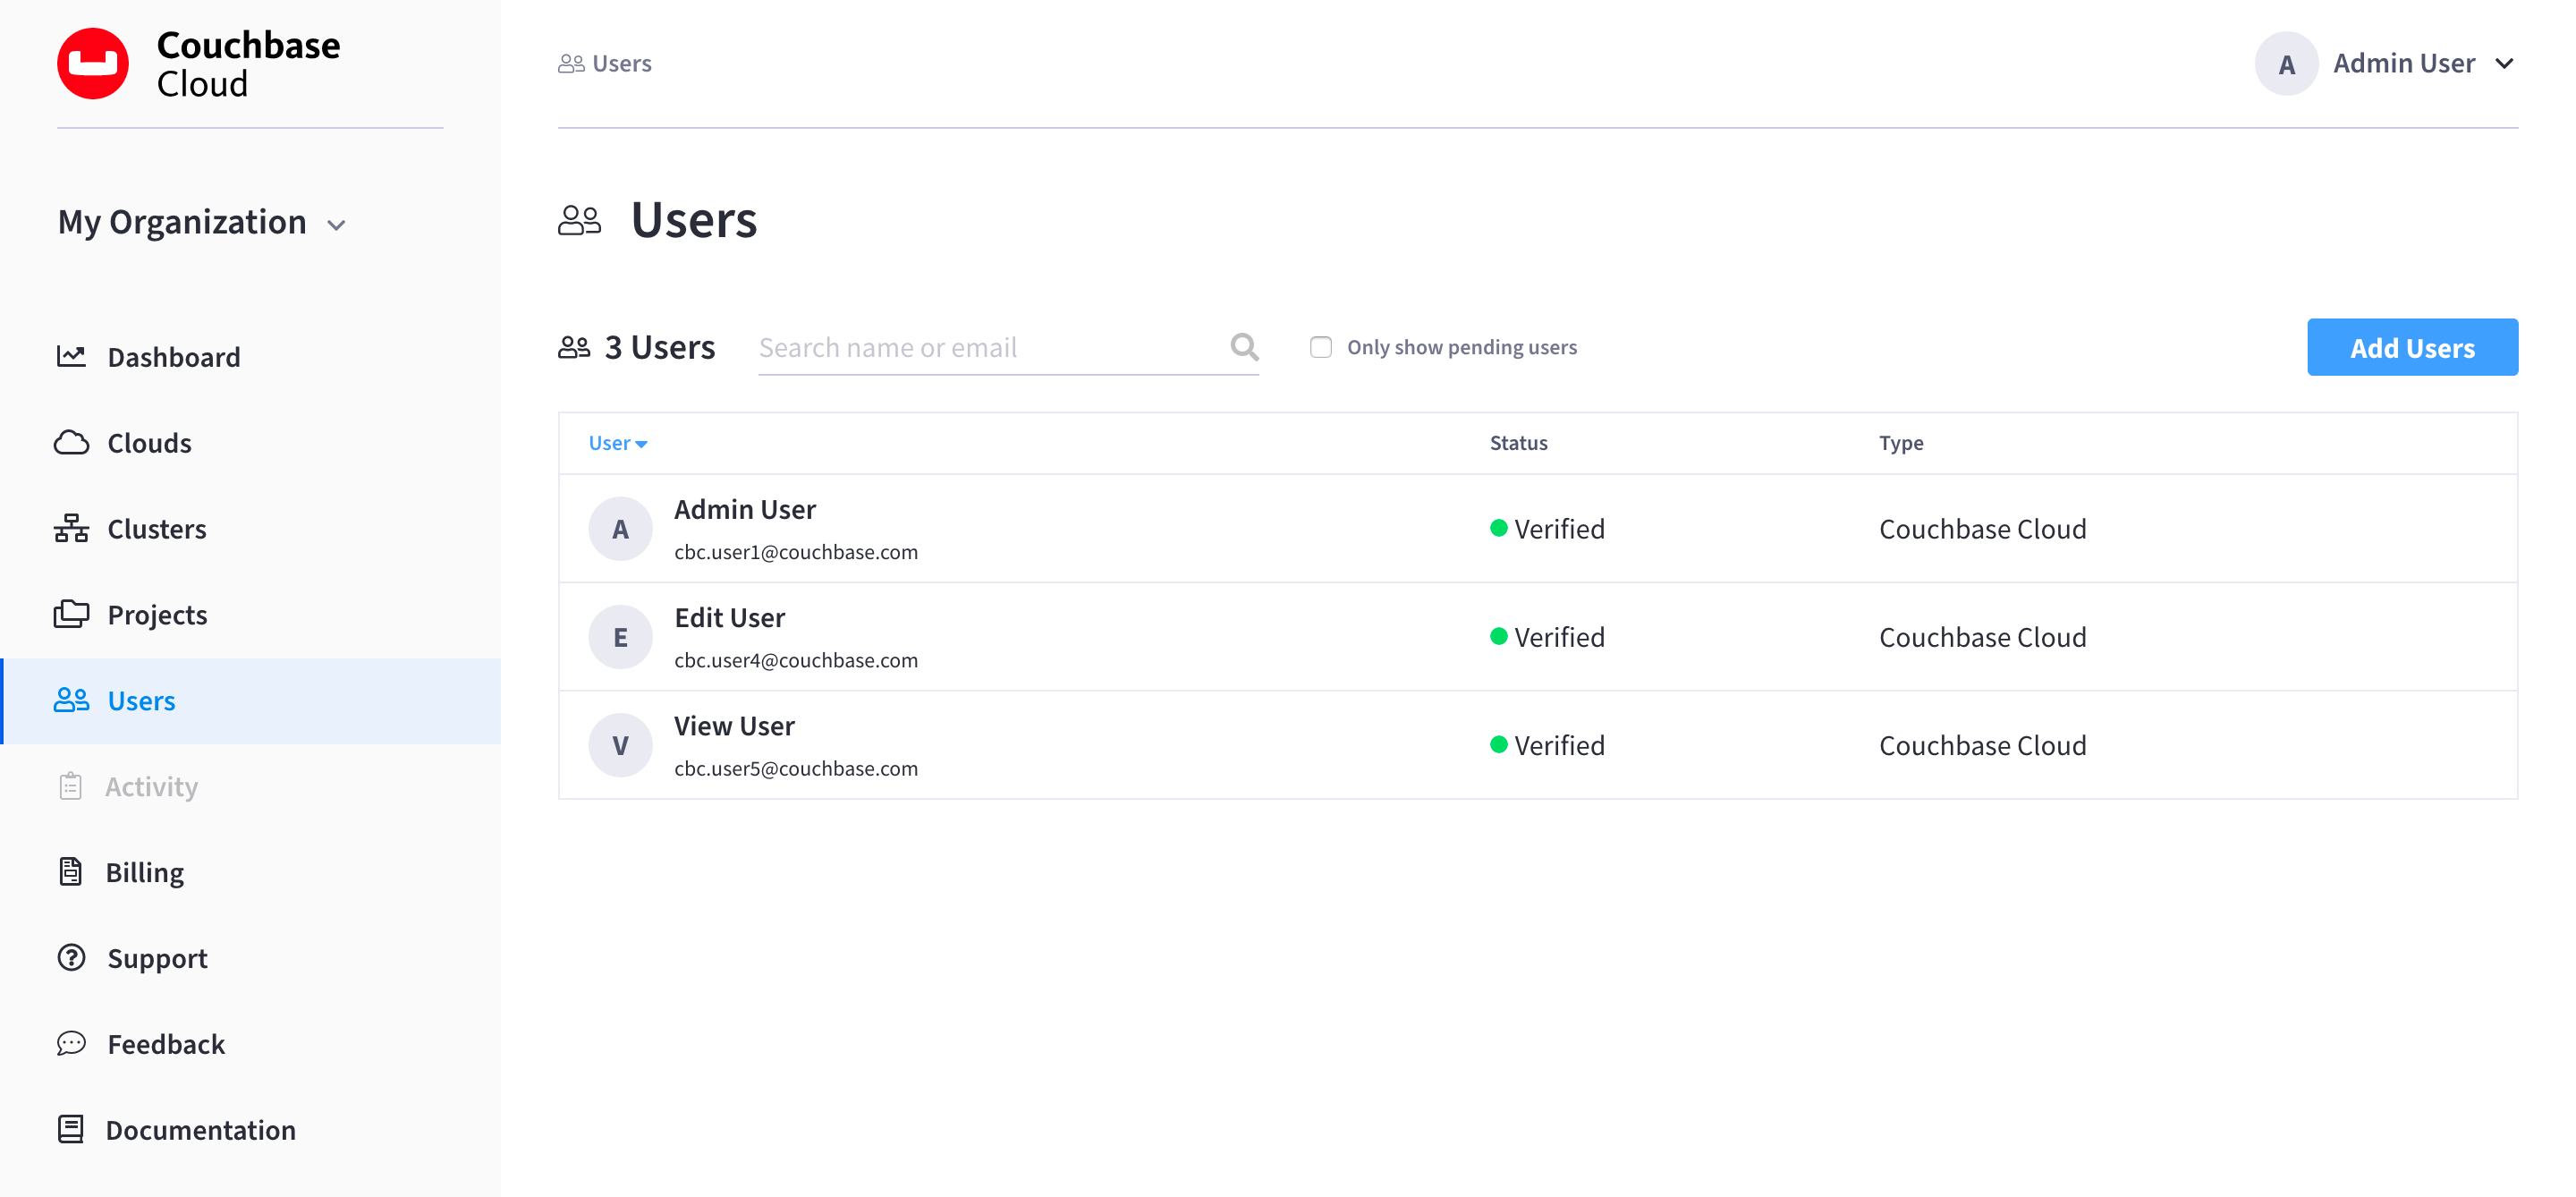 Couchbase
Cloud
My Organization
Dashboard
Clouds
Clusters
Projects
Users
Activity
Billing
Support
Feedback
Documentation
Users
A Admin User
Users
3 Users Search name or email Only show pending users Add Users
User Status Type
A Admin User Verified Couchbase Cloud
cbc.user1@couchbase.com
E Edit User Verified Couchbase Cloud
cbc.user4@couchbase.com
V View User Verified Couchbase Cloud
cbc.user5@couchbase.com